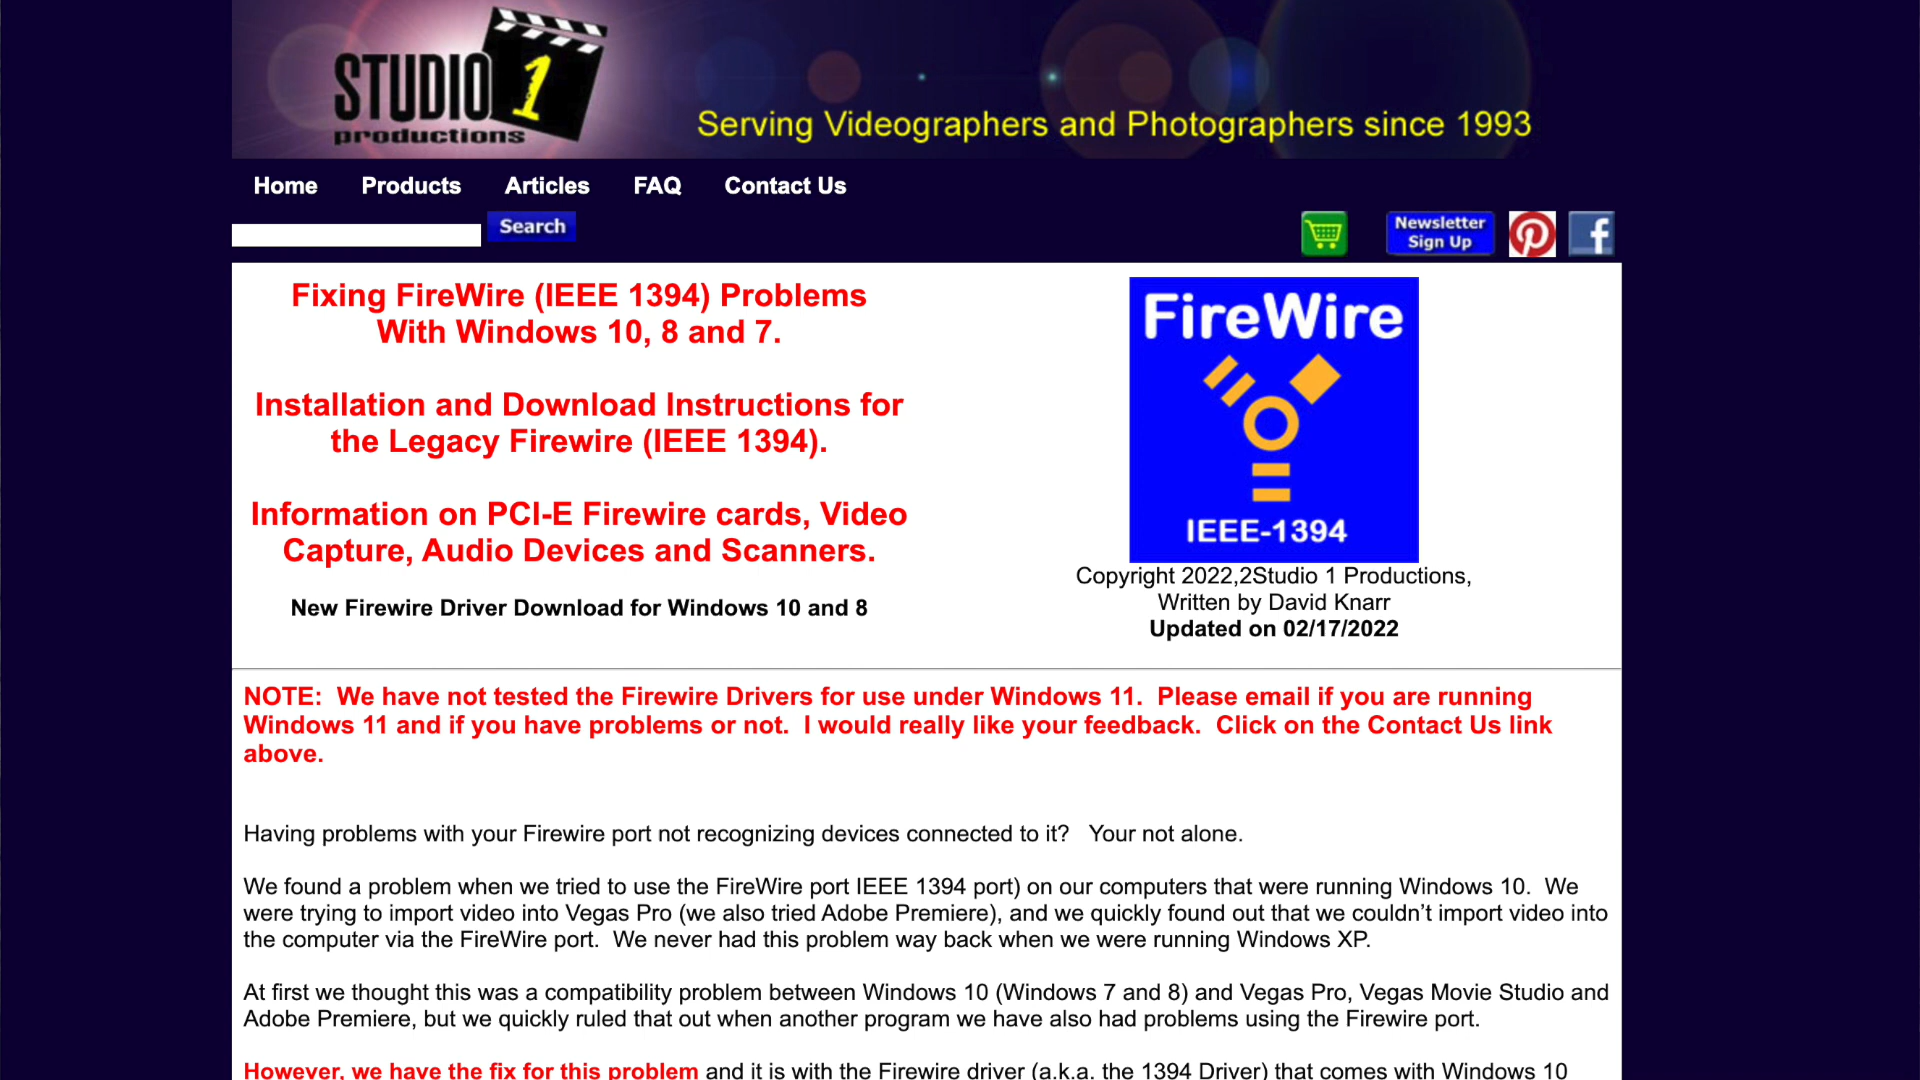 STUDIO 1
productions
Serving Videographers and Photographers since 1993
Home Products Articles FAQ Contact Us
Search
Newsletter
Sign Up
Fixing FireWire (IEEE 1394) Problems
With Windows 10, 8 and 7.
Installation and Download Instructions for
the Legacy Firewire (IEEE 1394).
Information on PCI-E Firewire cards, Video
Capture, Audio Devices and Scanners.
New Firewire Driver Download for Windows 10 and 8
FireWire
IEEE-1394
Copyright 2022,2Studio 1 Productions,
Written by David Knarr
Updated on 02/17/2022
NOTE:  We have not tested the Firewire Drivers for use under Windows 11.  Please email if you are running
Windows 11 and if you have problems or not.  I would really like your feedback.  Click on the Contact Us link
above.
Having problems with your Firewire port not recognizing devices connected to it?   Your not alone.
We found a problem when we tried to use the FireWire port IEEE 1394 port) on our computers that were running Windows 10.  We
were trying to import video into Vegas Pro (we also tried Adobe Premiere), and we quickly found out that we couldn't import video into
the computer via the FireWire port.  We never had this problem way back when we were running Windows XP.
At first we thought this was a compatibility problem between Windows 10 (Windows 7 and 8) and Vegas Pro, Vegas Movie Studio and
Adobe Premiere, but we quickly ruled that out when another program we have also had problems using the Firewire port.
However, we have the fix for this problem and it is with the Firewire driver (a.k.a. the 1394 Driver) that comes with Windows 10